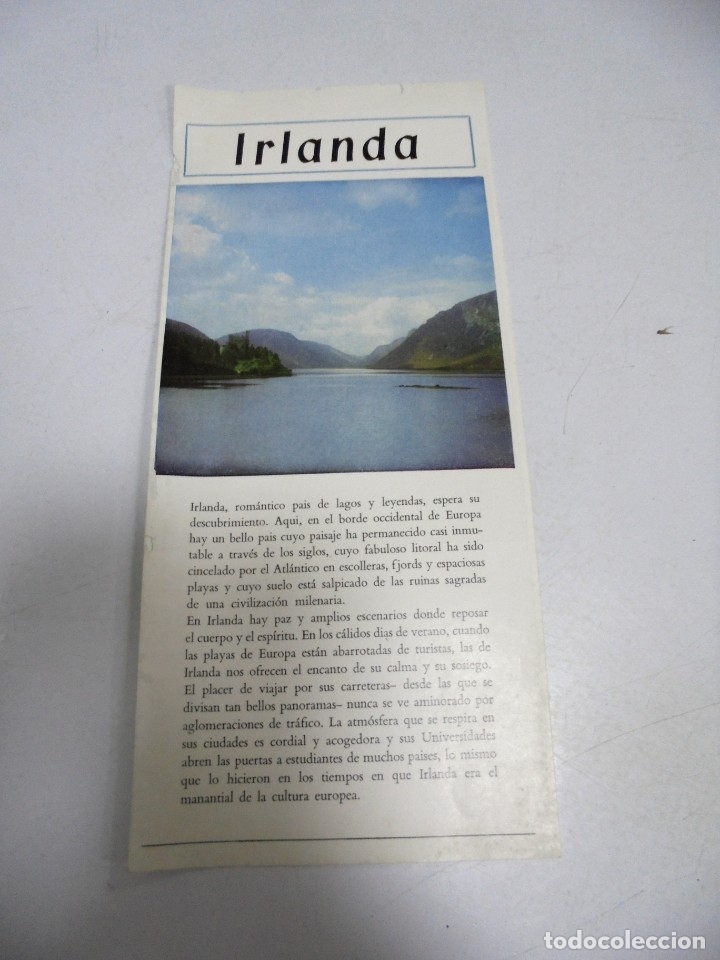 Irlanda
Irlanda, romántico pais de lagos y leyendas, espera su
descubrimiento. Aqui, en el borde occidental de Europa
hay un bello pais cuyo paisaje ha permanecido casi inmu-
table a través de los siglos, cuyo fabuloso litoral ha sido
cincelado por el Atlántico en escolleras, fjords y espaciosas
playas y cuyo suelo está salpicado de las ruinas sagradas
de una civilización milenaria.
En Irlanda hay paz y amplios escenarios donde reposar
el cuerpo y el espíritu. En los cálidos dias de verano, cuando
las playas de Europa están abarrotadas de turistas, las de
Irlanda nos ofrecen el encanto de su calma y su sosiego.
El placer de viajar por sus carreteras– desde las que se
divisan tan bellos panoramas– nunca se ve aminorado por
aglomeraciones de tráfico. La atmósfera que se respira en
sus ciudades es cordial y acogedora y sus Universidades
abren las puertas a estudiantes de muchos paises, lo mismo
que lo hicieron en los tiempos en que Irlanda era el
manantial de la cultura europea.
todocoleccion